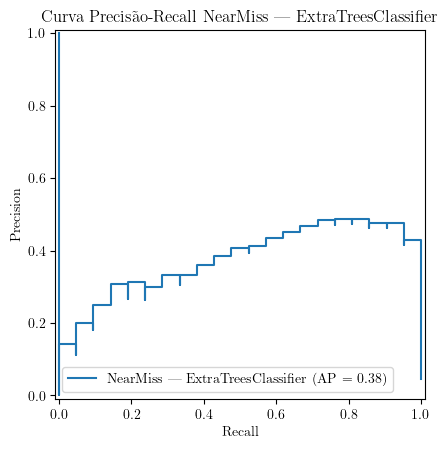 Curva Precisão-Recall NearMiss — ExtraTreesClassifier
1.0
0.8
0.6
0.4
0.2
0.0
Precision
NearMiss — ExtraTreesClassifier (AP = 0.38)
0.0 0.2 0.4 0.6 0.8 1.0
Recall